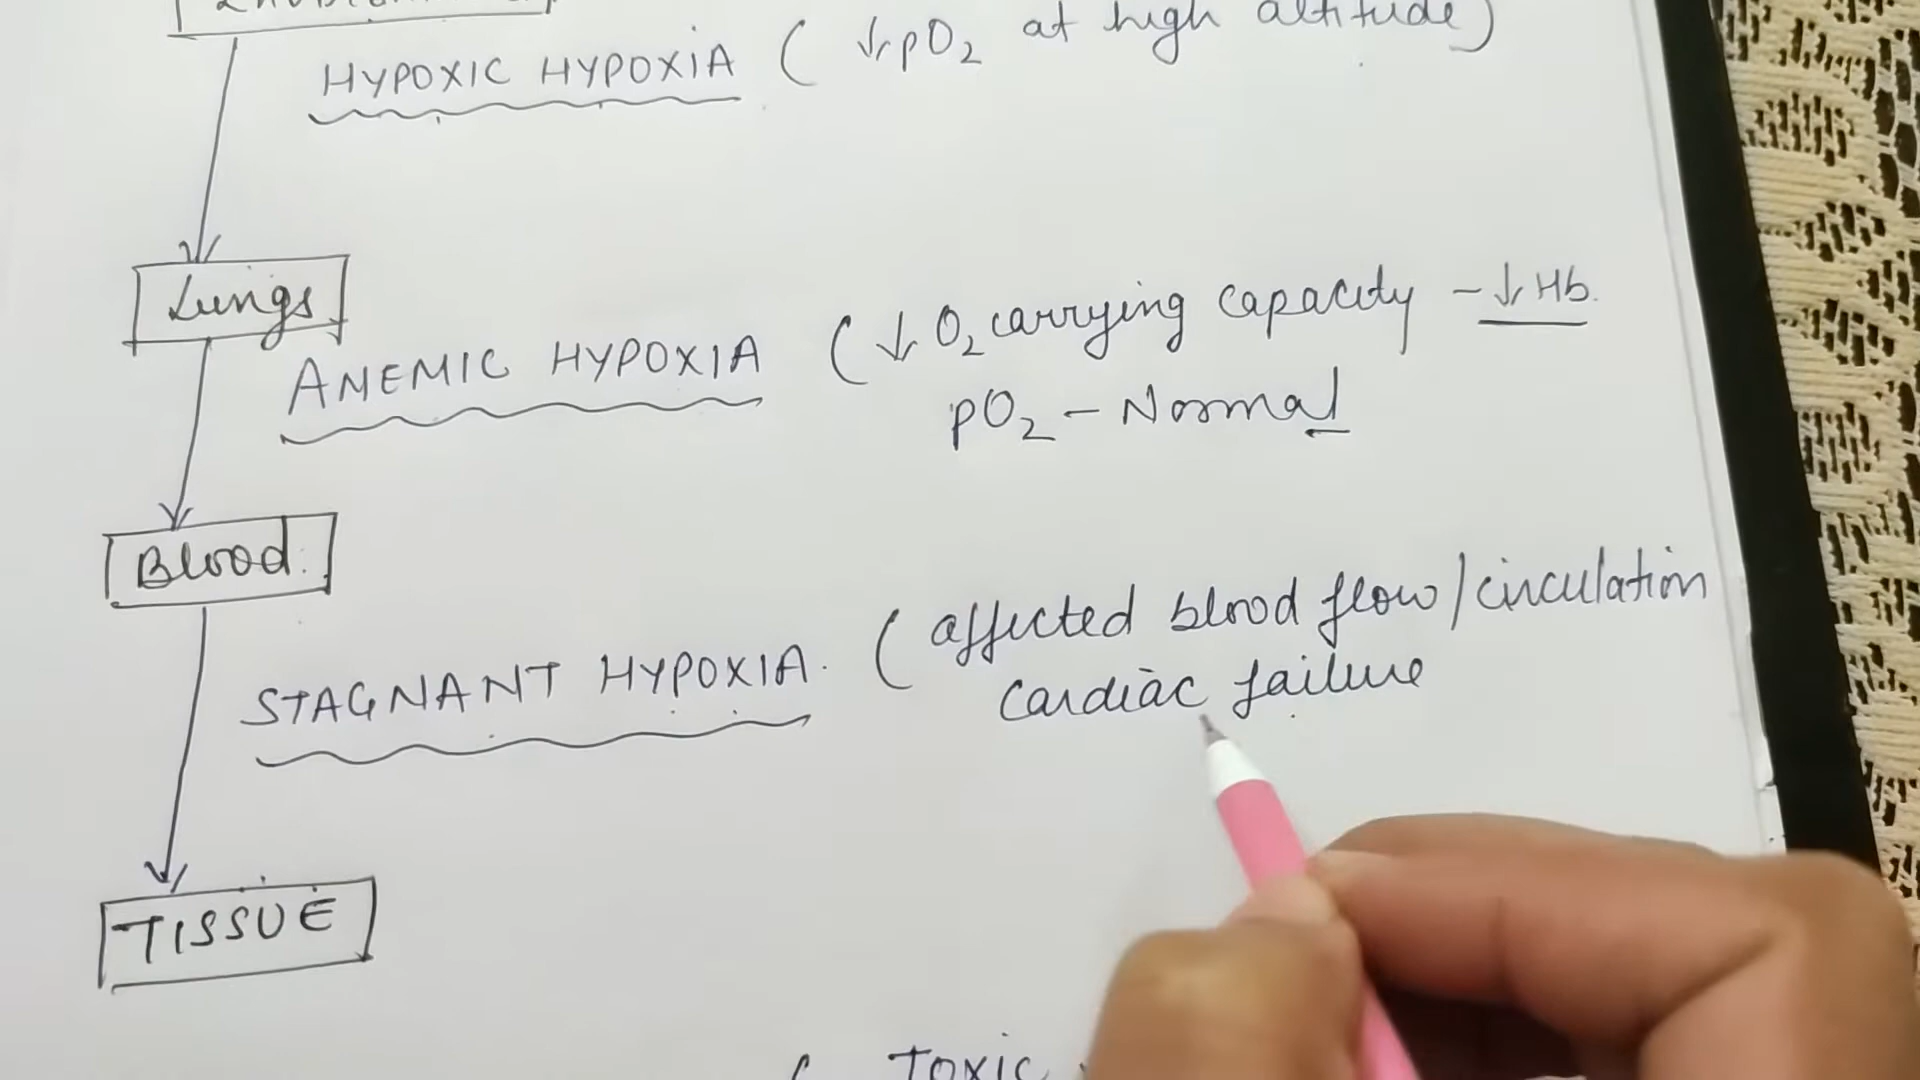 HYPOXIC HYPOXIA ( ↓pO₂ at high altitude)
Lungs
ANEMIC HYPOXIA ( ↓ O₂ carrying capacity - ↓ Hb.
pO₂ - Normal
Blood
STAGNANT HYPOXIA. ( affected blood flow/circulation
cardiac failure
TISSUE
( TOXIC